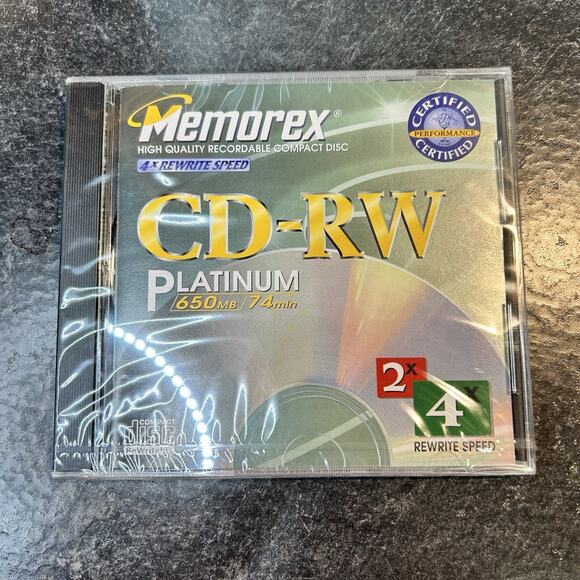 Memorex®
HIGH QUALITY RECORDABLE COMPACT DISC
4X REWRITE SPEED
CERTIFIED
PERFORMANCE
CERTIFIED
CD-RW
PLATINUM
650MB/74min
2X
4X
REWRITE SPEED
COMPACT
disc